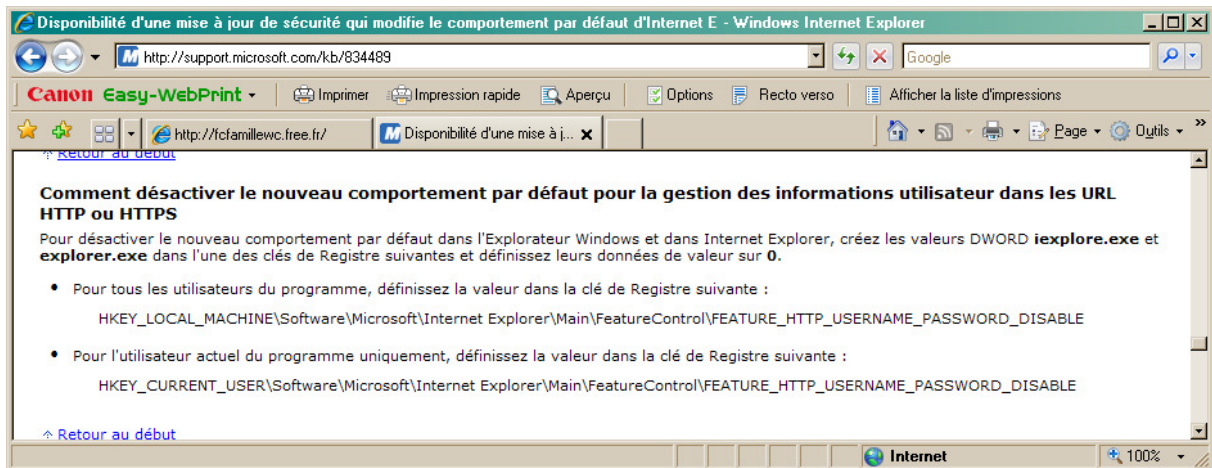 Disponibilité d'une mise à jour de sécurité qui modifie le comportement par défaut d'Internet E - Windows Internet Explorer
http://support.microsoft.com/kb/834489
Google
Canon Easy-WebPrint
Imprimer
Impression rapide
Aperçu
Options
Recto verso
Afficher la liste d'impressions
http://fcfamillewc.free.fr/
Disponibilité d'une mise à j...
Page
Outils
Retour au début
Comment désactiver le nouveau comportement par défaut pour la gestion des informations utilisateur dans les URL
HTTP ou HTTPS
Pour désactiver le nouveau comportement par défaut dans l'Explorateur Windows et dans Internet Explorer, créez les valeurs DWORD iexplore.exe et
explorer.exe dans l'une des clés de Registre suivantes et définissez leurs données de valeur sur 0.
• Pour tous les utilisateurs du programme, définissez la valeur dans la clé de Registre suivante :
HKEY_LOCAL_MACHINE\Software\Microsoft\Internet Explorer\Main\FeatureControl\FEATURE_HTTP_USERNAME_PASSWORD_DISABLE
• Pour l'utilisateur actuel du programme uniquement, définissez la valeur dans la clé de Registre suivante :
HKEY_CURRENT_USER\Software\Microsoft\Internet Explorer\Main\FeatureControl\FEATURE_HTTP_USERNAME_PASSWORD_DISABLE
Retour au début
Internet
100%